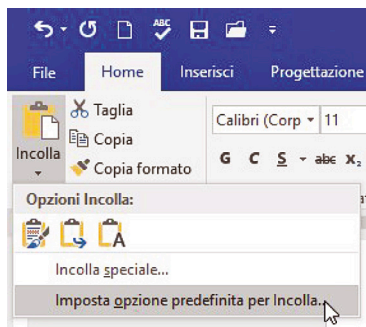 ABC
File Home Inserisci Progettazione
Taglia
Copia
Copia formato
Incolla
Calibri (Corp 11
G C S abc X₂
Opzioni Incolla:
A
Incolla speciale...
Imposta opzione predefinita per Incolla...